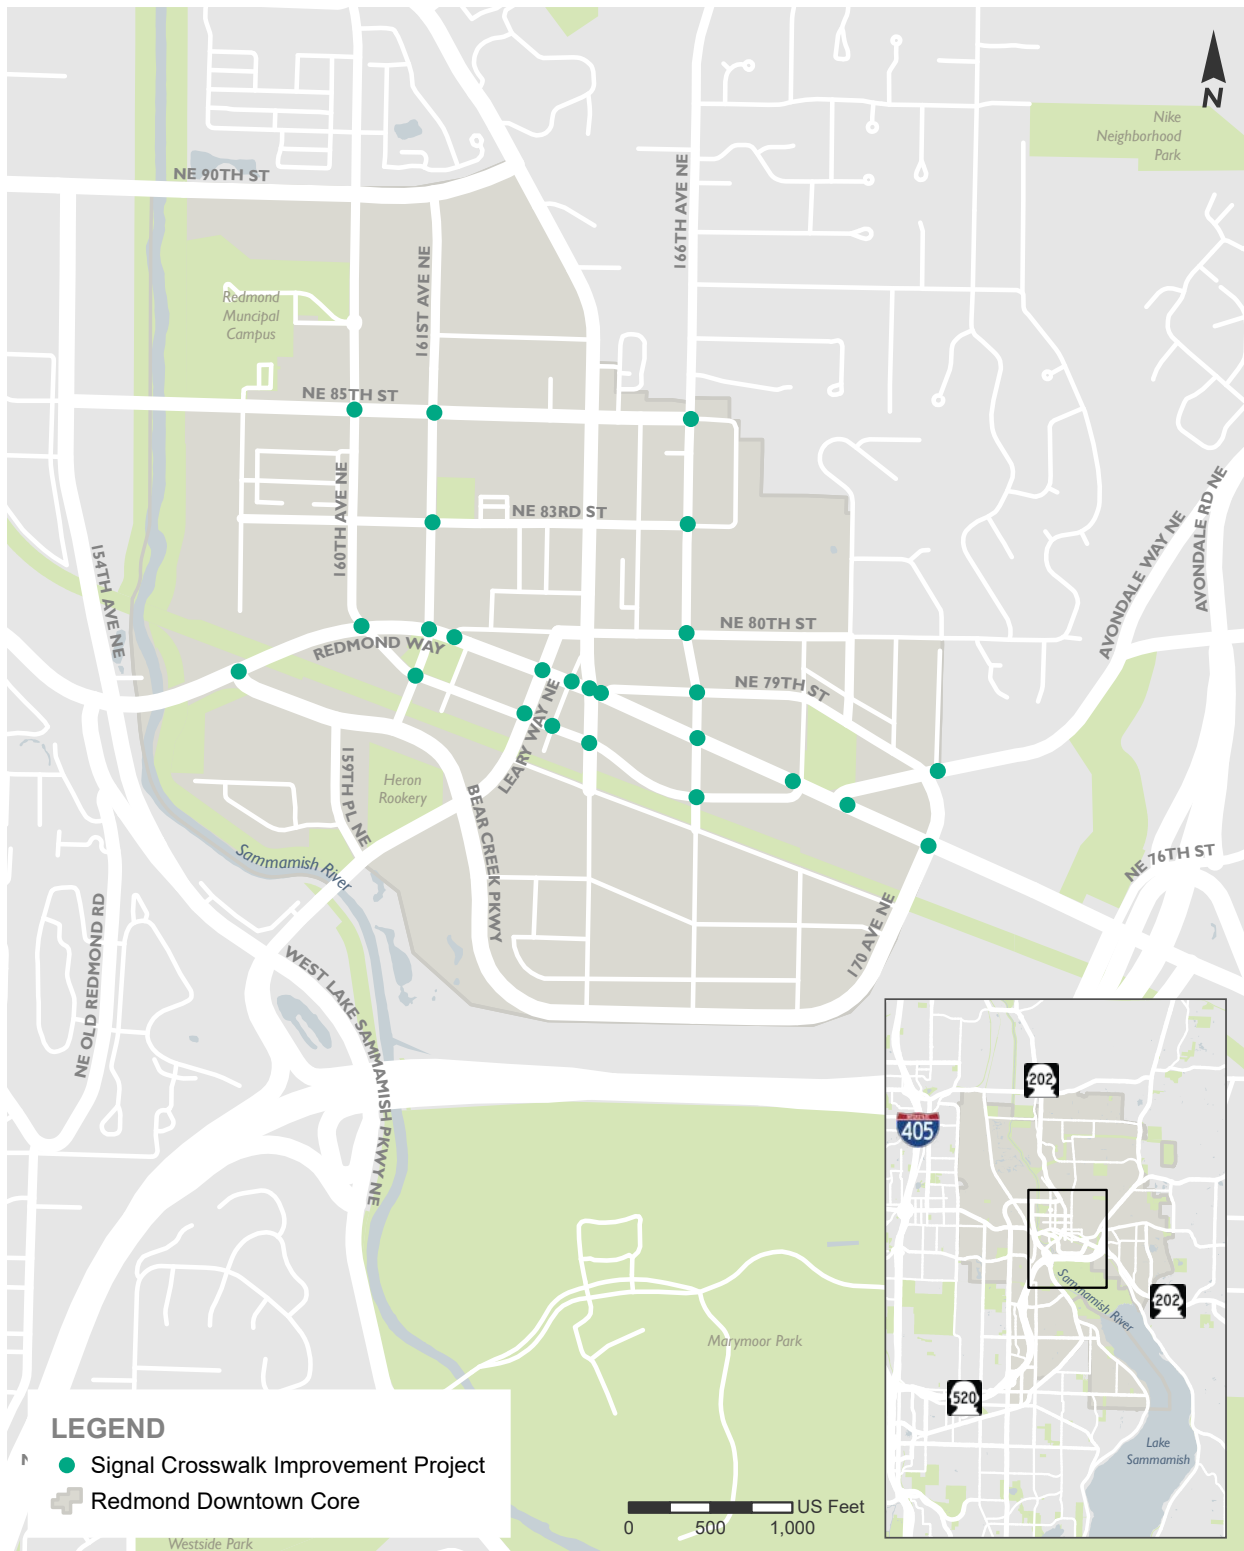 N
Nike
Neighborhood
Park
NE 90TH ST
166TH AVE NE
161ST AVE NE
Redmond
Muncipal
Campus
NE 85TH ST
160TH AVE NE
NE 83RD ST
154TH AVE NE
AVONDALE WAY NE
AVONDALE RD NE
NE 80TH ST
REDMOND WAY
NE 79TH ST
LEARY WAY NE
159TH PL NE
Heron
Rookery
BEAR CREEK PKWY
Sammamish River
NE 76TH ST
170 AVE NE
NE OLD REDMOND RD
WEST LAKE SAMMAMISH PKWY NE
202
405
Sammamish River
202
520
Lake
Sammamish
Marymoor Park
LEGEND
Signal Crosswalk Improvement Project
Redmond Downtown Core
US Feet
0 500 1,000
Westside Park